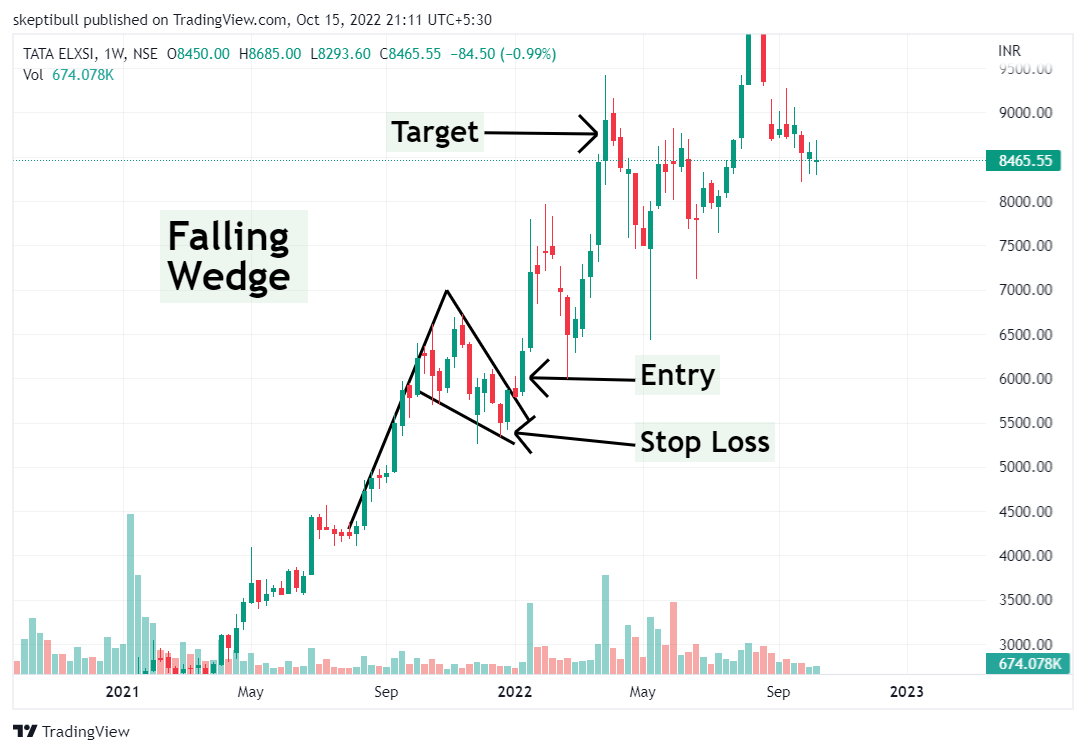 skeptibull published on TradingView.com, Oct 15, 2022 21:11 UTC+5:30
TATA ELXSI, 1W, NSE O8450.00 H8685.00 L8293.60 C8465.55 −84.50 (−0.99%)
Vol 674.078K
INR
9500.00
9000.00
8465.55
8000.00
7500.00
7000.00
6500.00
6000.00
5500.00
5000.00
4500.00
4000.00
3500.00
3000.00
674.078K
Target
Falling
Wedge
Entry
Stop Loss
2021 May Sep 2022 May Sep 2023
TradingView